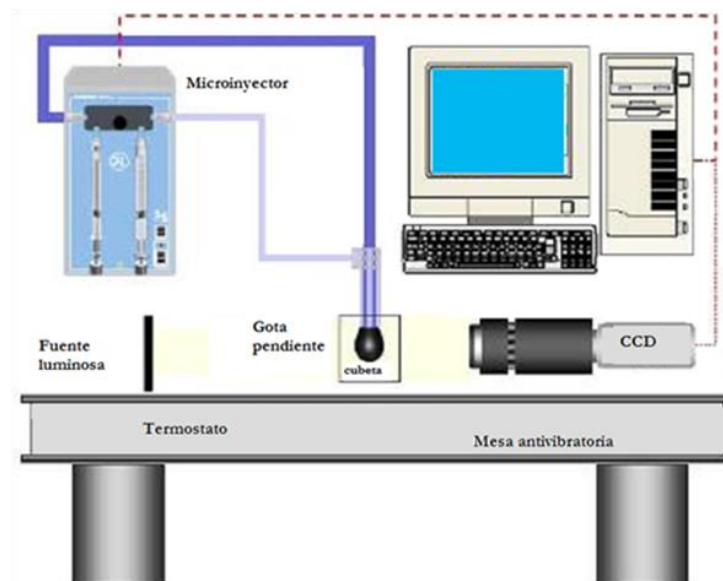 Microinyector
Fuente
luminosa
Gota
pendiente
cubeta
CCD
Termostato
Mesa antivibratoria